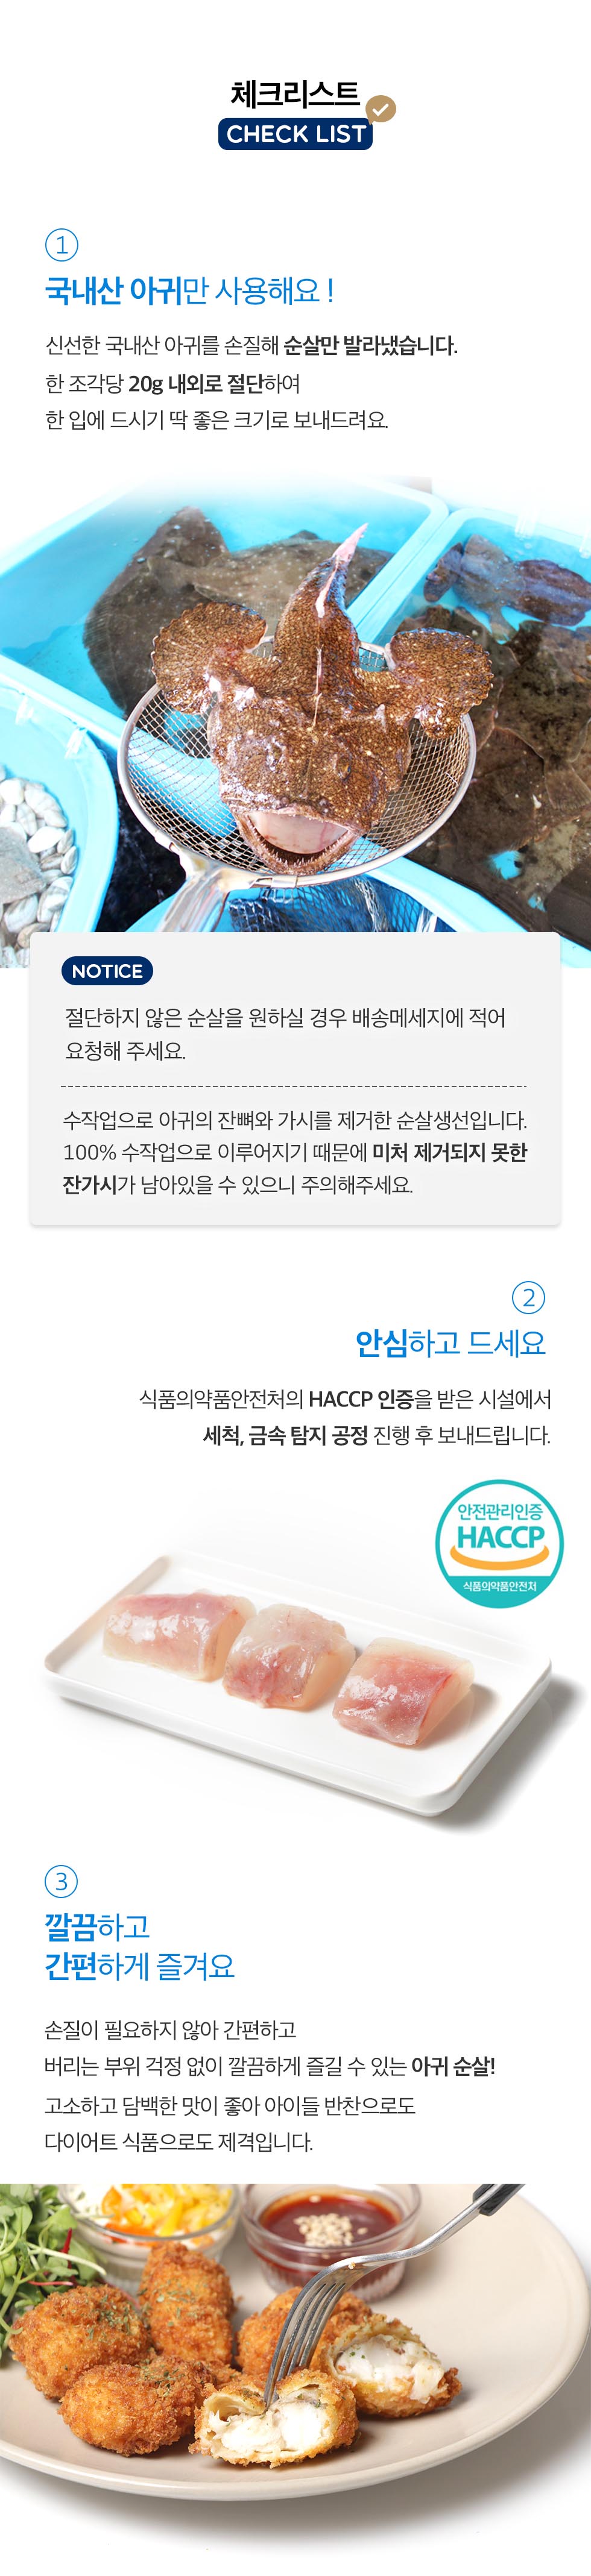 체크리스트
CHECK LIST
1
국내산 아귀만 사용해요 !
신선한 국내산 아귀를 손질해 순살만 발라냈습니다.
한 조각당 20g 내외로 절단하여
한 입에 드시기 딱 좋은 크기로 보내드려요.
NOTICE
절단하지 않은 순살을 원하실 경우 배송메세지에 적어
요청해 주세요.
수작업으로 아귀의 잔뼈와 가시를 제거한 순살생선입니다.
100% 수작업으로 이루어지기 때문에 미처 제거되지 못한
잔가시가 남아있을 수 있으니 주의해주세요.
2
안심하고 드세요
식품의약품안전처의 HACCP 인증을 받은 시설에서
세척, 금속 탐지 공정 진행 후 보내드립니다.
안전관리인증
HACCP
식품의약품안전처
3
깔끔하고
간편하게 즐겨요
손질이 필요하지 않아 간편하고
버리는 부위 걱정 없이 깔끔하게 즐길 수 있는 아귀 순살!
고소하고 담백한 맛이 좋아 아이들 반찬으로도
다이어트 식품으로도 제격입니다.